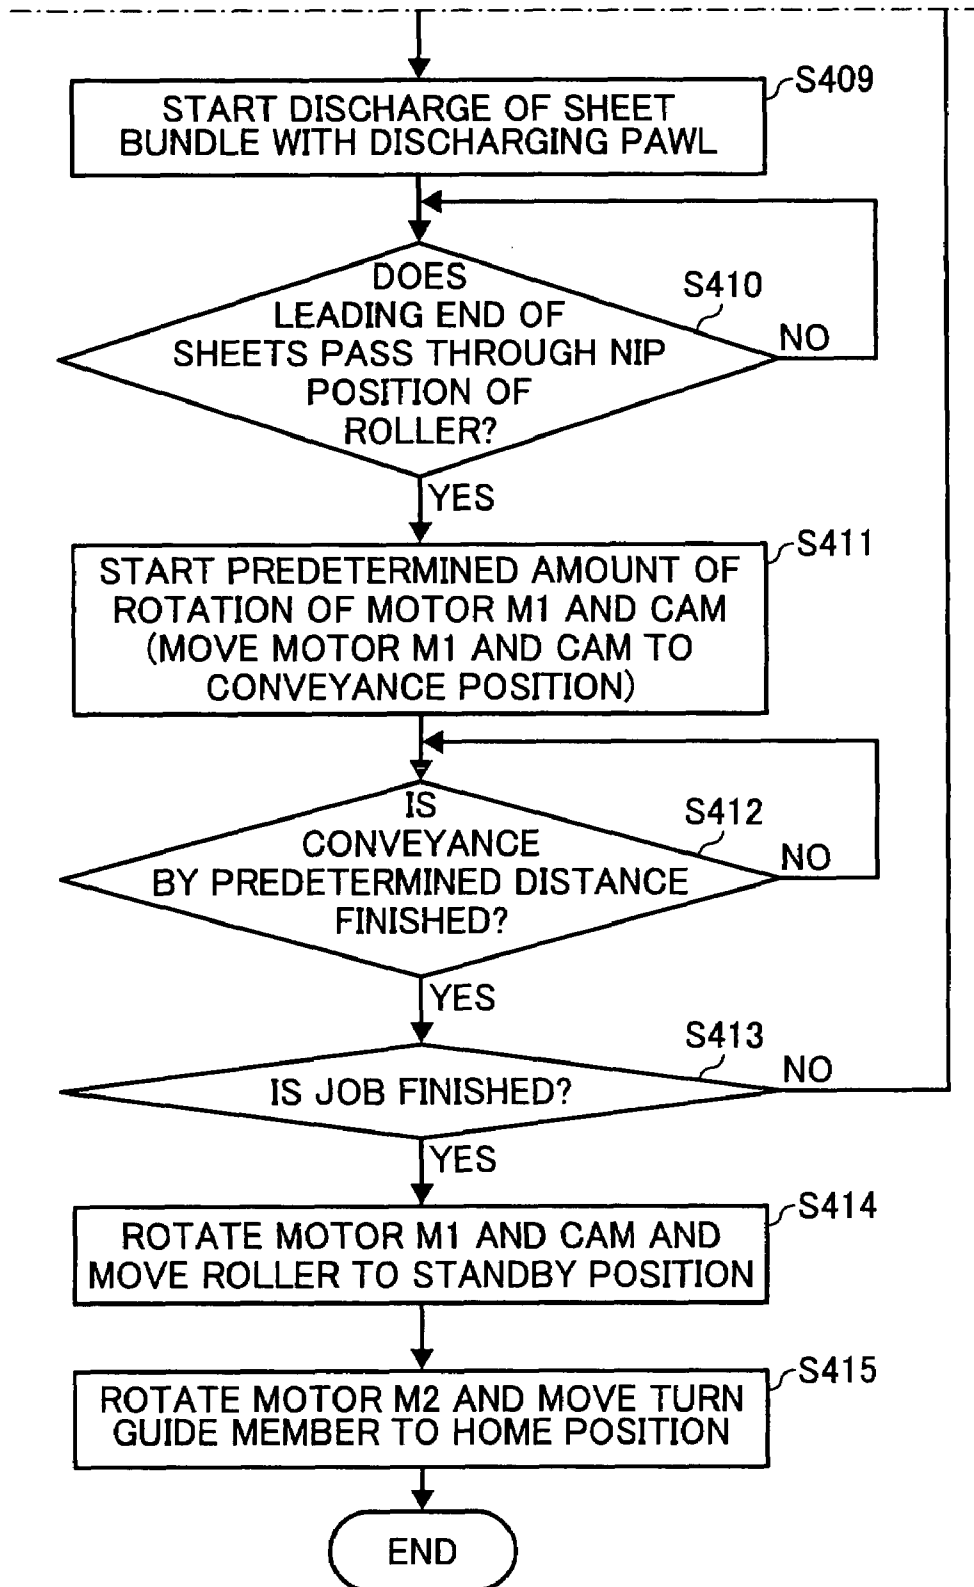 S409
START DISCHARGE OF SHEET
BUNDLE WITH DISCHARGING PAWL
DOES
LEADING END OF
SHEETS PASS THROUGH NIP
POSITION OF
ROLLER?
S410
NO
YES
S411
START PREDETERMINED AMOUNT OF
ROTATION OF MOTOR M1 AND CAM
(MOVE MOTOR M1 AND CAM TO
CONVEYANCE POSITION)
IS
CONVEYANCE
BY PREDETERMINED DISTANCE
FINISHED?
S412
NO
YES
S413
IS JOB FINISHED?
NO
YES
S414
ROTATE MOTOR M1 AND CAM AND
MOVE ROLLER TO STANDBY POSITION
S415
ROTATE MOTOR M2 AND MOVE TURN
GUIDE MEMBER TO HOME POSITION
END